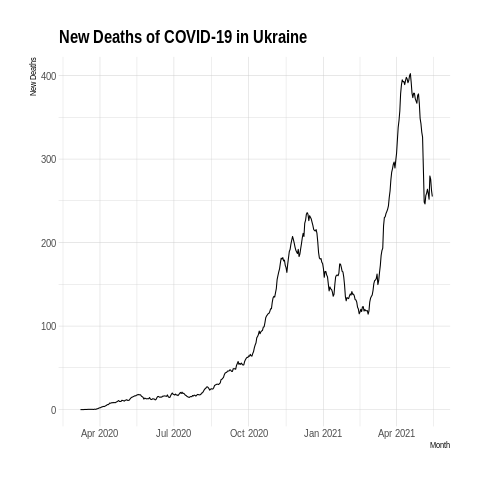 New Deaths of COVID-19 in Ukraine
New Deaths
400
300
200
100
0
Apr 2020 Jul 2020 Oct 2020 Jan 2021 Apr 2021
Month